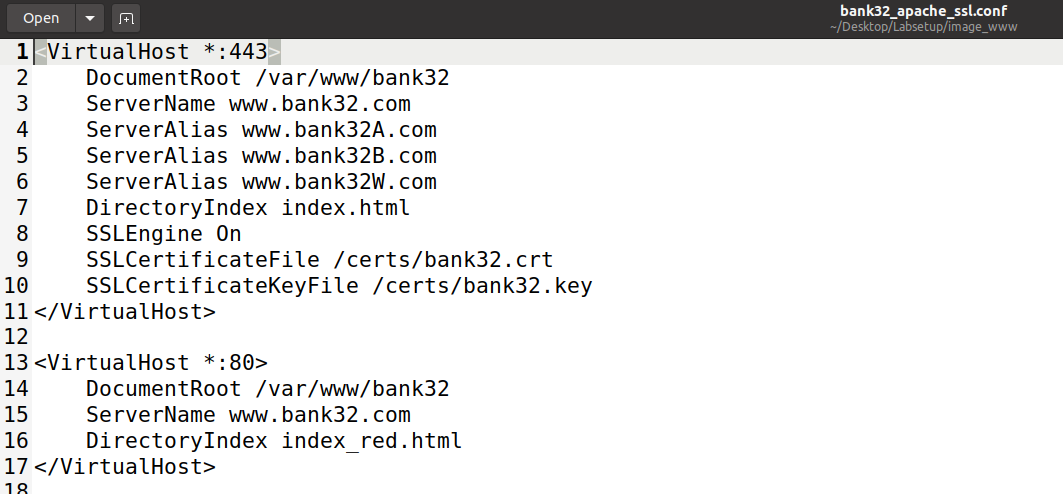 Open
bank32_apache_ssl.conf
~/Desktop/Labsetup/image_www
1 <VirtualHost *:443>
2 DocumentRoot /var/www/bank32
3 ServerName www.bank32.com
4 ServerAlias www.bank32A.com
5 ServerAlias www.bank32B.com
6 ServerAlias www.bank32W.com
7 DirectoryIndex index.html
8 SSLEngine On
9 SSLCertificateFile /certs/bank32.crt
10 SSLCertificateKeyFile /certs/bank32.key
11 </VirtualHost>
12
13 <VirtualHost *:80>
14 DocumentRoot /var/www/bank32
15 ServerName www.bank32.com
16 DirectoryIndex index_red.html
17 </VirtualHost>
18